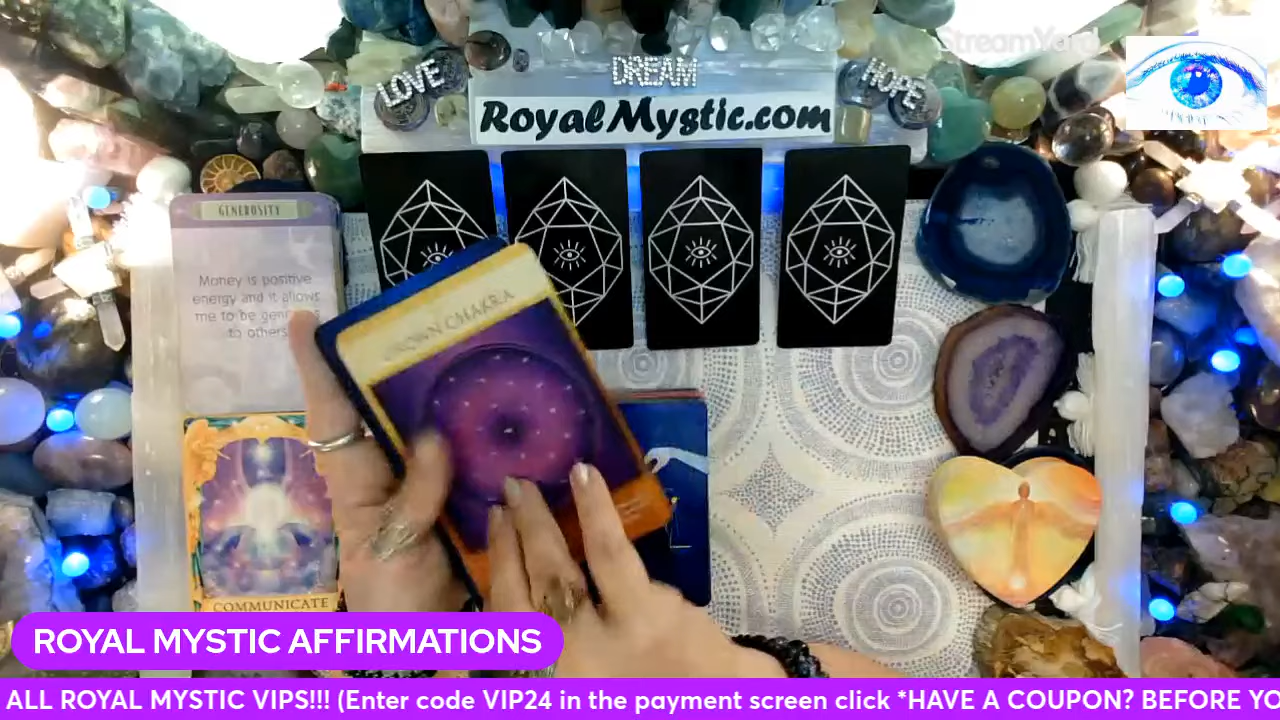 StreamYard
LOVE
DREAM
HOPE
RoyalMystic.com
GENEROSITY
Money is positive
energy and it allows
me to be
to others
CROWN CHAKRA
COMMUNICATE
ROYAL MYSTIC AFFIRMATIONS
ALL ROYAL MYSTIC VIPS!!! (Enter code VIP24 in the payment screen click *HAVE A COUPON? BEFORE